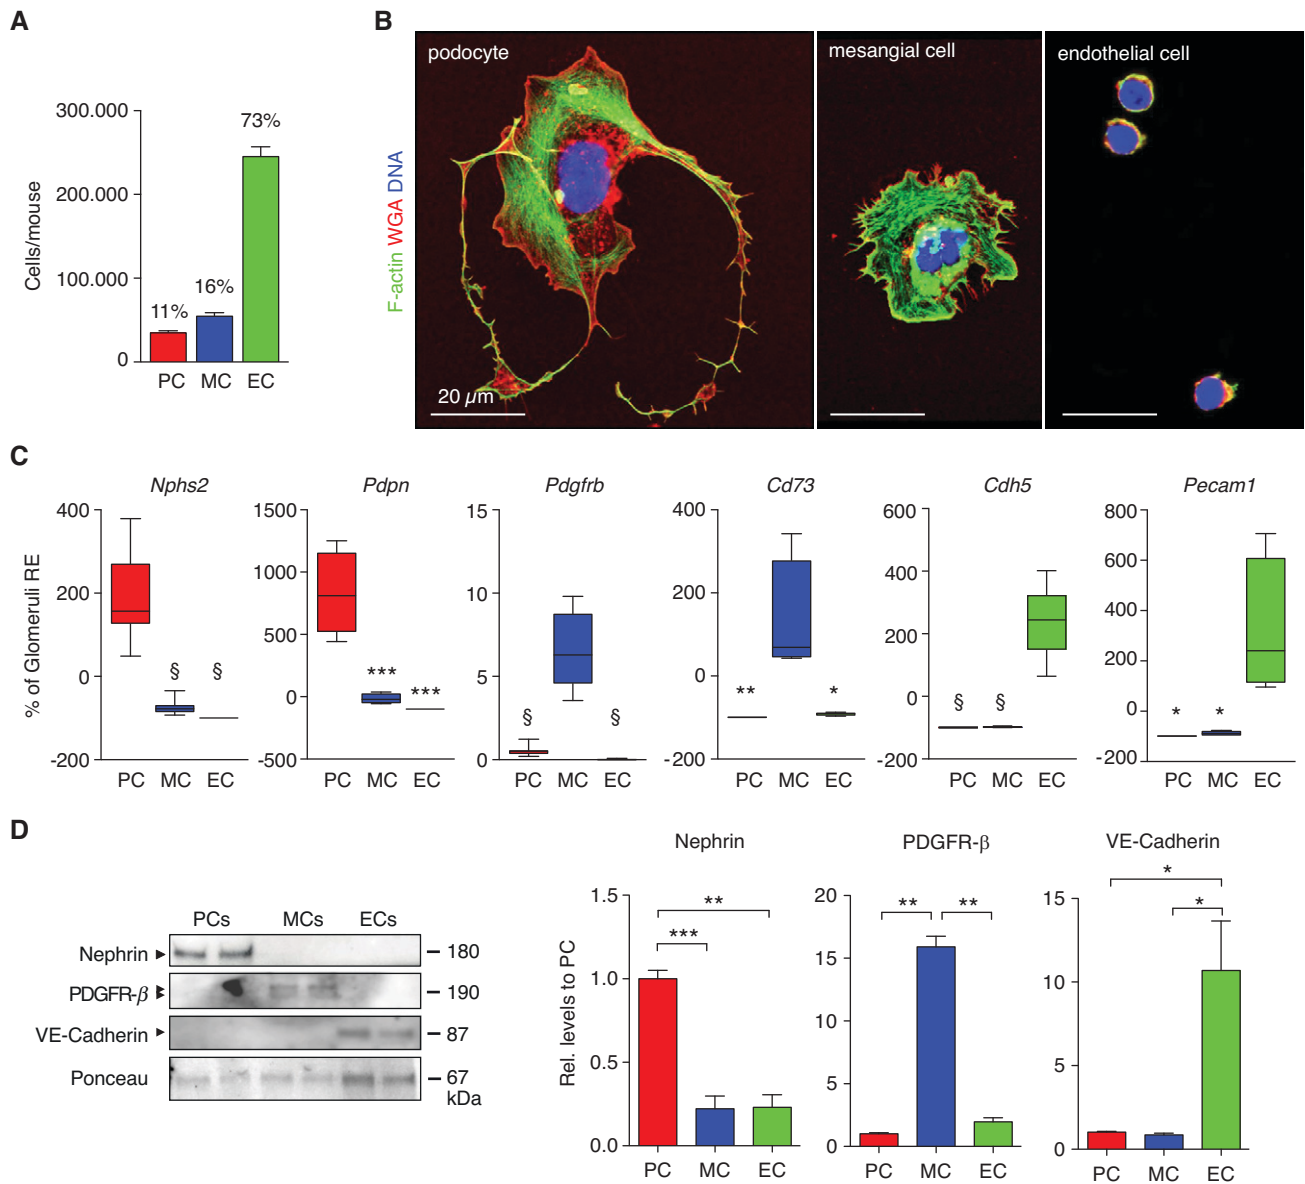 A
300.000
200.000
100.000
0
Cells/mouse
11%
16%
73%
PC MC EC
B
F-actin WGA DNA
podocyte
20 µm
mesangial cell
endothelial cell
C
% of Glomeruli RE
Nphs2
400
200
0
-200
§ §
PC MC EC
Pdpn
1500
1000
500
0
-500
*** ***
PC MC EC
Pdgfrb
15
10
5
0
§ §
PC MC EC
Cd73
400
200
0
-200
** *
PC MC EC
Cdh5
600
400
200
0
-200
§ §
PC MC EC
Pecam1
800
600
400
200
0
-200
* *
PC MC EC
D
PCs MCs ECs
Nephrin 180
PDGFR-β 190
VE-Cadherin 87
Ponceau 67
kDa
Rel. levels to PC
Nephrin
1.5
1.0
0.5
0.0
**
***
PC MC EC
PDGFR-β
20
15
10
5
0
** **
PC MC EC
VE-Cadherin
15
10
5
0
*
*
PC MC EC